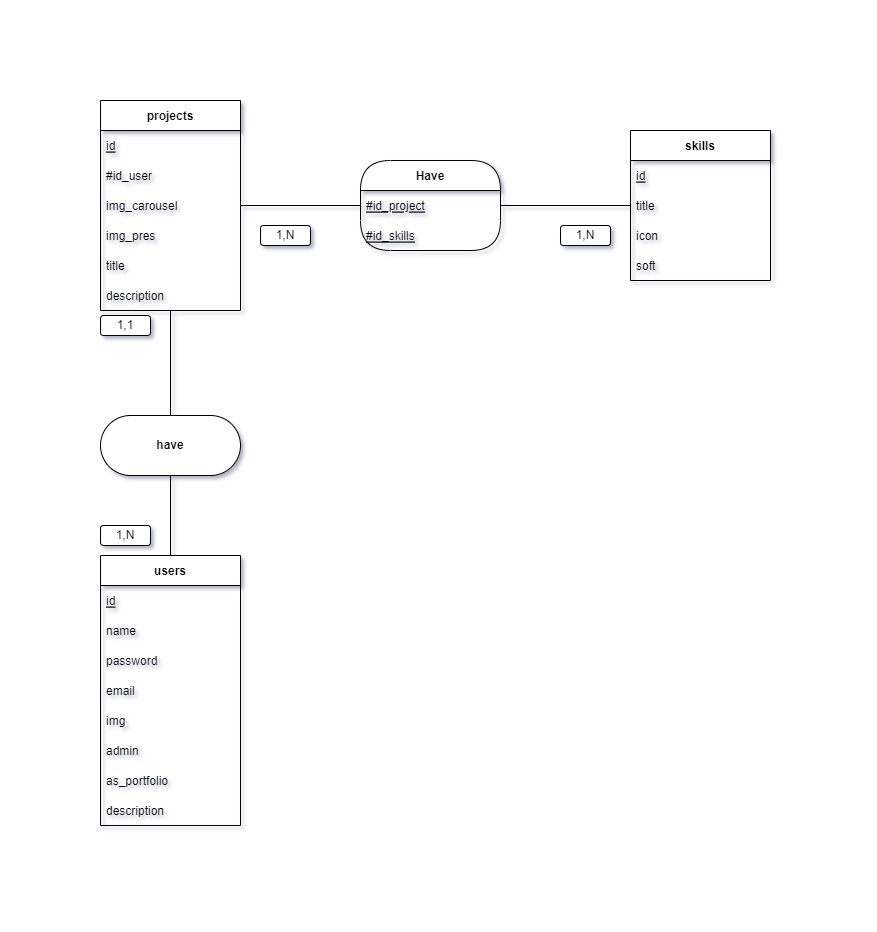 projects
id
#id_user
img_carousel
img_pres
title
description
1,1
Have
#id_project
#id_skills
1,N
1,N
skills
id
title
icon
soft
have
1,N
users
id
name
password
email
img
admin
as_portfolio
description